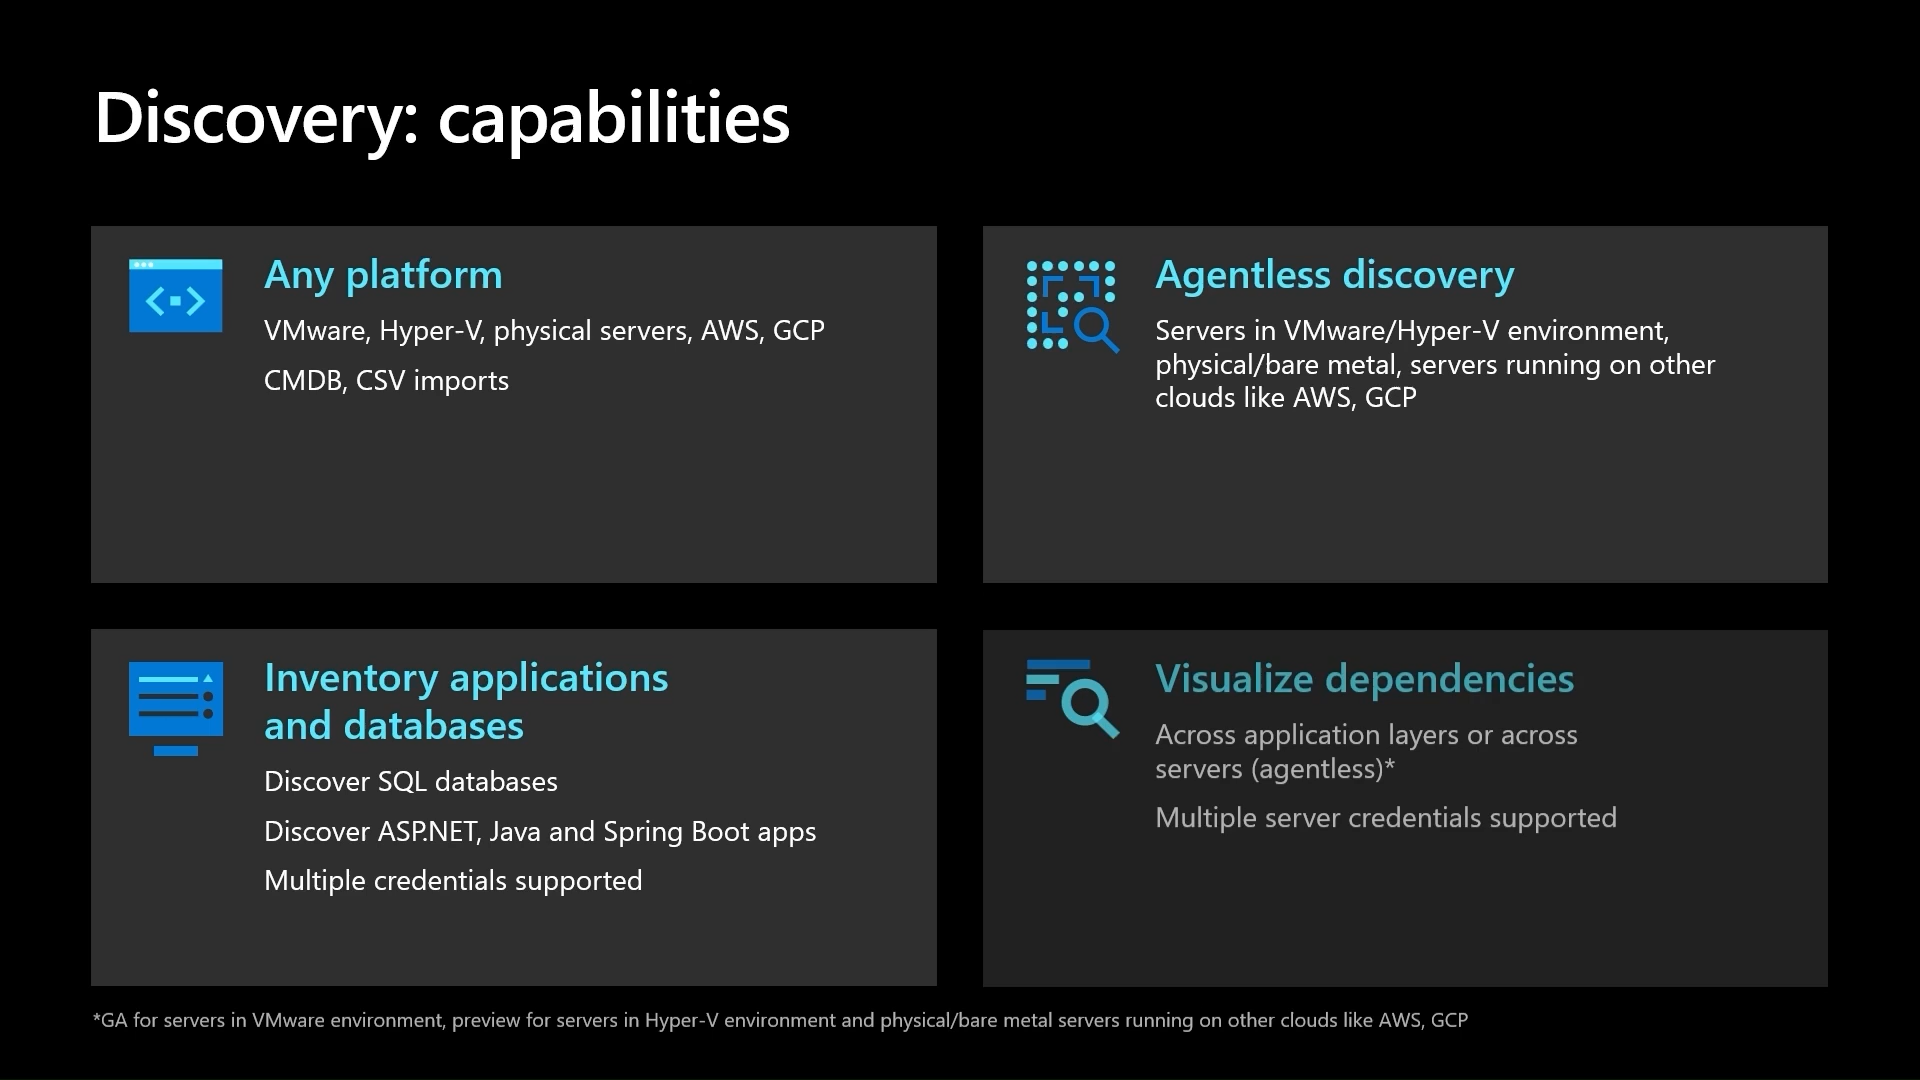 Discovery: capabilities
Any platform
VMware, Hyper-V, physical servers, AWS, GCP
CMDB, CSV imports
Agentless discovery
Servers in VMware/Hyper-V environment,
physical/bare metal, servers running on other
clouds like AWS, GCP
Inventory applications
and databases
Discover SQL databases
Discover ASP.NET, Java and Spring Boot apps
Multiple credentials supported
Visualize dependencies
Across application layers or across
servers (agentless)*
Multiple server credentials supported
*GA for servers in VMware environment, preview for servers in Hyper-V environment and physical/bare metal servers running on other clouds like AWS, GCP